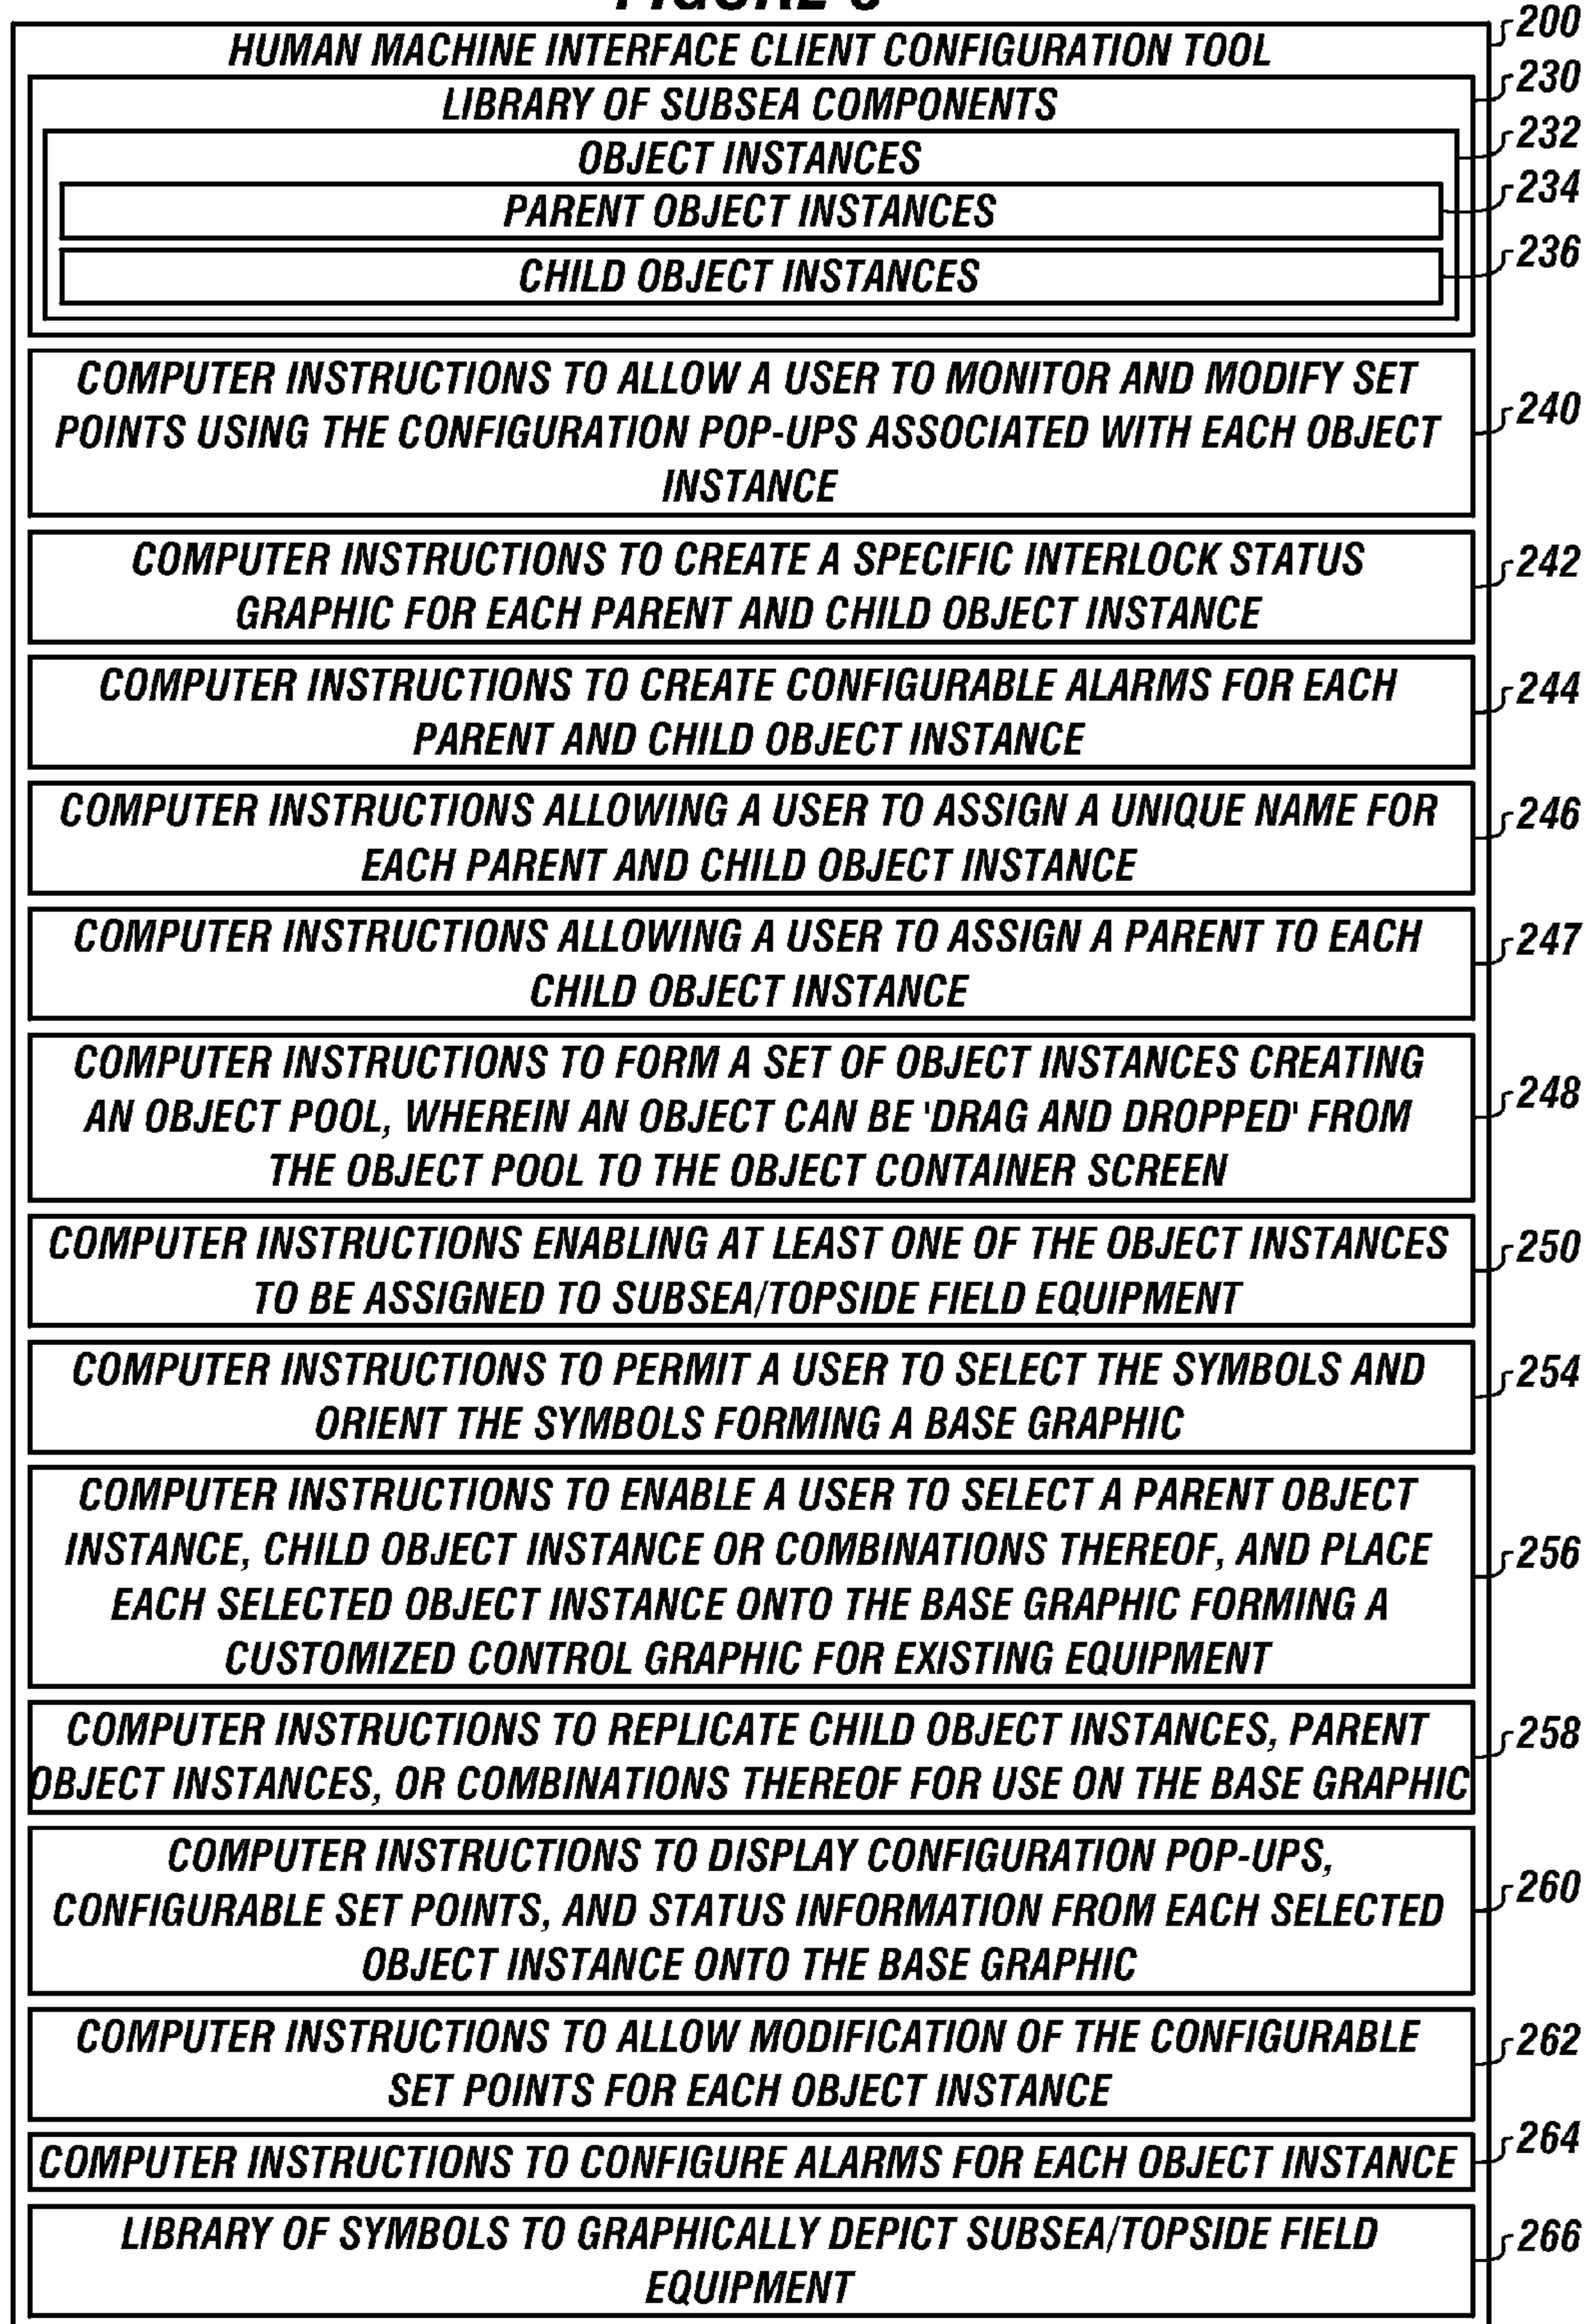 FIGURE
200
HUMAN MACHINE INTERFACE CLIENT CONFIGURATION TOOL
230
LIBRARY OF SUBSEA COMPONENTS
232
OBJECT INSTANCES
234
PARENT OBJECT INSTANCES
236
CHILD OBJECT INSTANCES
COMPUTER INSTRUCTIONS TO ALLOW A USER TO MONITOR AND MODIFY SET
POINTS USING THE CONFIGURATION POP-UPS ASSOCIATED WITH EACH OBJECT
INSTANCE
240
COMPUTER INSTRUCTIONS TO CREATE A SPECIFIC INTERLOCK STATUS
GRAPHIC FOR EACH PARENT AND CHILD OBJECT INSTANCE
242
COMPUTER INSTRUCTIONS TO CREATE CONFIGURABLE ALARMS FOR EACH
PARENT AND CHILD OBJECT INSTANCE
244
COMPUTER INSTRUCTIONS ALLOWING A USER TO ASSIGN A UNIQUE NAME FOR
EACH PARENT AND CHILD OBJECT INSTANCE
246
COMPUTER INSTRUCTIONS ALLOWING A USER TO ASSIGN A PARENT TO EACH
CHILD OBJECT INSTANCE
247
COMPUTER INSTRUCTIONS TO FORM A SET OF OBJECT INSTANCES CREATING
AN OBJECT POOL, WHEREIN AN OBJECT CAN BE 'DRAG AND DROPPED' FROM
THE OBJECT POOL TO THE OBJECT CONTAINER SCREEN
248
COMPUTER INSTRUCTIONS ENABLING AT LEAST ONE OF THE OBJECT INSTANCES
TO BE ASSIGNED TO SUBSEA/TOPSIDE FIELD EQUIPMENT
250
COMPUTER INSTRUCTIONS TO PERMIT A USER TO SELECT THE SYMBOLS AND
ORIENT THE SYMBOLS FORMING A BASE GRAPHIC
254
COMPUTER INSTRUCTIONS TO ENABLE A USER TO SELECT A PARENT OBJECT
INSTANCE, CHILD OBJECT INSTANCE OR COMBINATIONS THEREOF, AND PLACE
EACH SELECTED OBJECT INSTANCE ONTO THE BASE GRAPHIC FORMING A
CUSTOMIZED CONTROL GRAPHIC FOR EXISTING EQUIPMENT
256
COMPUTER INSTRUCTIONS TO REPLICATE CHILD OBJECT INSTANCES, PARENT
OBJECT INSTANCES, OR COMBINATIONS THEREOF FOR USE ON THE BASE GRAPHIC
258
COMPUTER INSTRUCTIONS TO DISPLAY CONFIGURATION POP-UPS,
CONFIGURABLE SET POINTS, AND STATUS INFORMATION FROM EACH SELECTED
OBJECT INSTANCE ONTO THE BASE GRAPHIC
260
COMPUTER INSTRUCTIONS TO ALLOW MODIFICATION OF THE CONFIGURABLE
SET POINTS FOR EACH OBJECT INSTANCE
262
COMPUTER INSTRUCTIONS TO CONFIGURE ALARMS FOR EACH OBJECT INSTANCE
264
LIBRARY OF SYMBOLS TO GRAPHICALLY DEPICT SUBSEA/TOPSIDE FIELD
EQUIPMENT
266